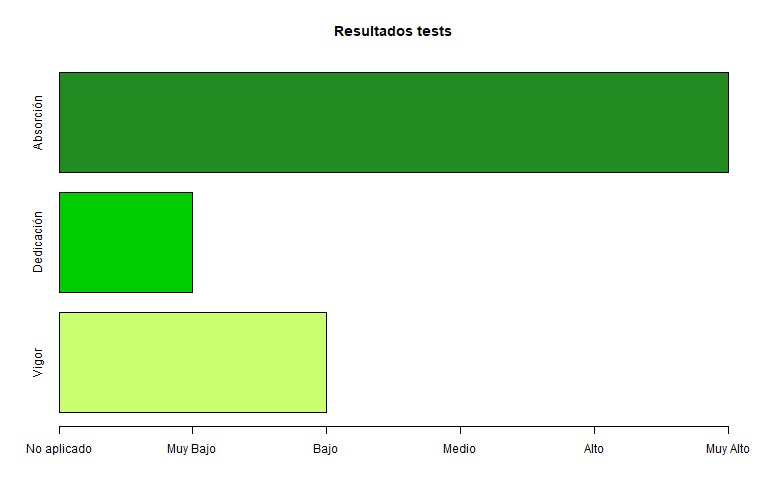 Resultados tests
Absorción
Dedicación
Vigor
No aplicado
Muy Bajo
Bajo
Medio
Alto
Muy Alto